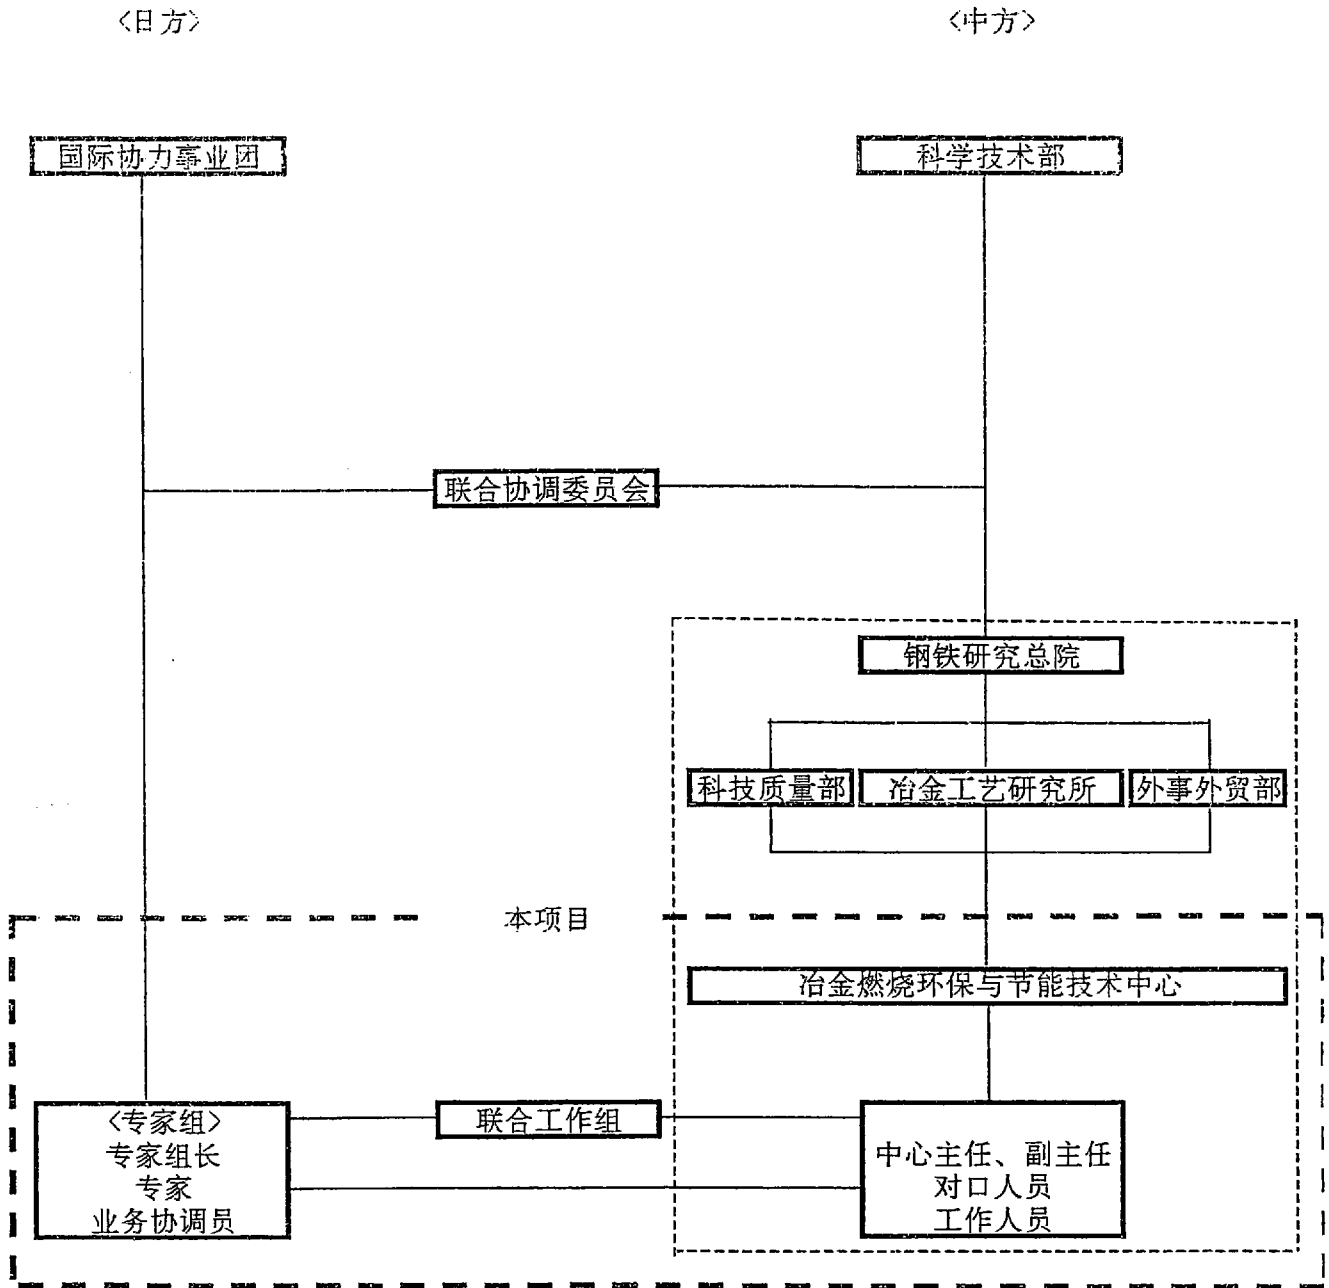 〈日方〉
〈中方〉
国际协力事业团
科学技术部
联合协调委员会
钢铁研究总院
科技质量部
冶金工艺研究所
外事外贸部
本项目
冶金燃烧环保与节能技术中心
〈专家组〉
专家组长
专家
业务协调员
联合工作组
中心主任、副主任
对口人员
工作人员